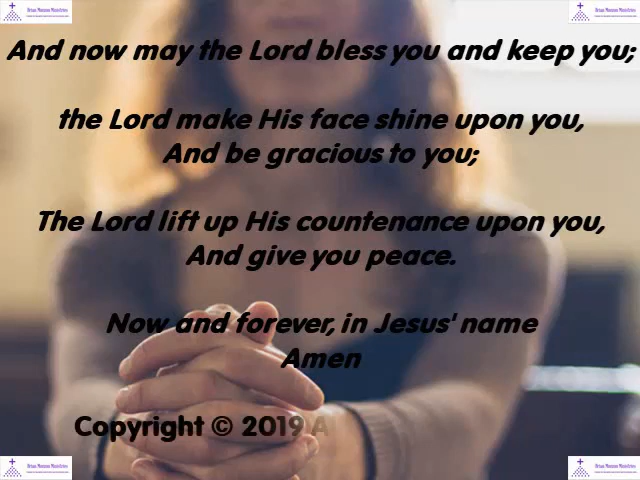 And now may the Lord bless you and keep you;
the Lord make His face shine upon you,
And be gracious to you;
The Lord lift up His countenance upon you,
And give you peace.
Now and forever, in Jesus' name
Amen
Copyright © 2019 A